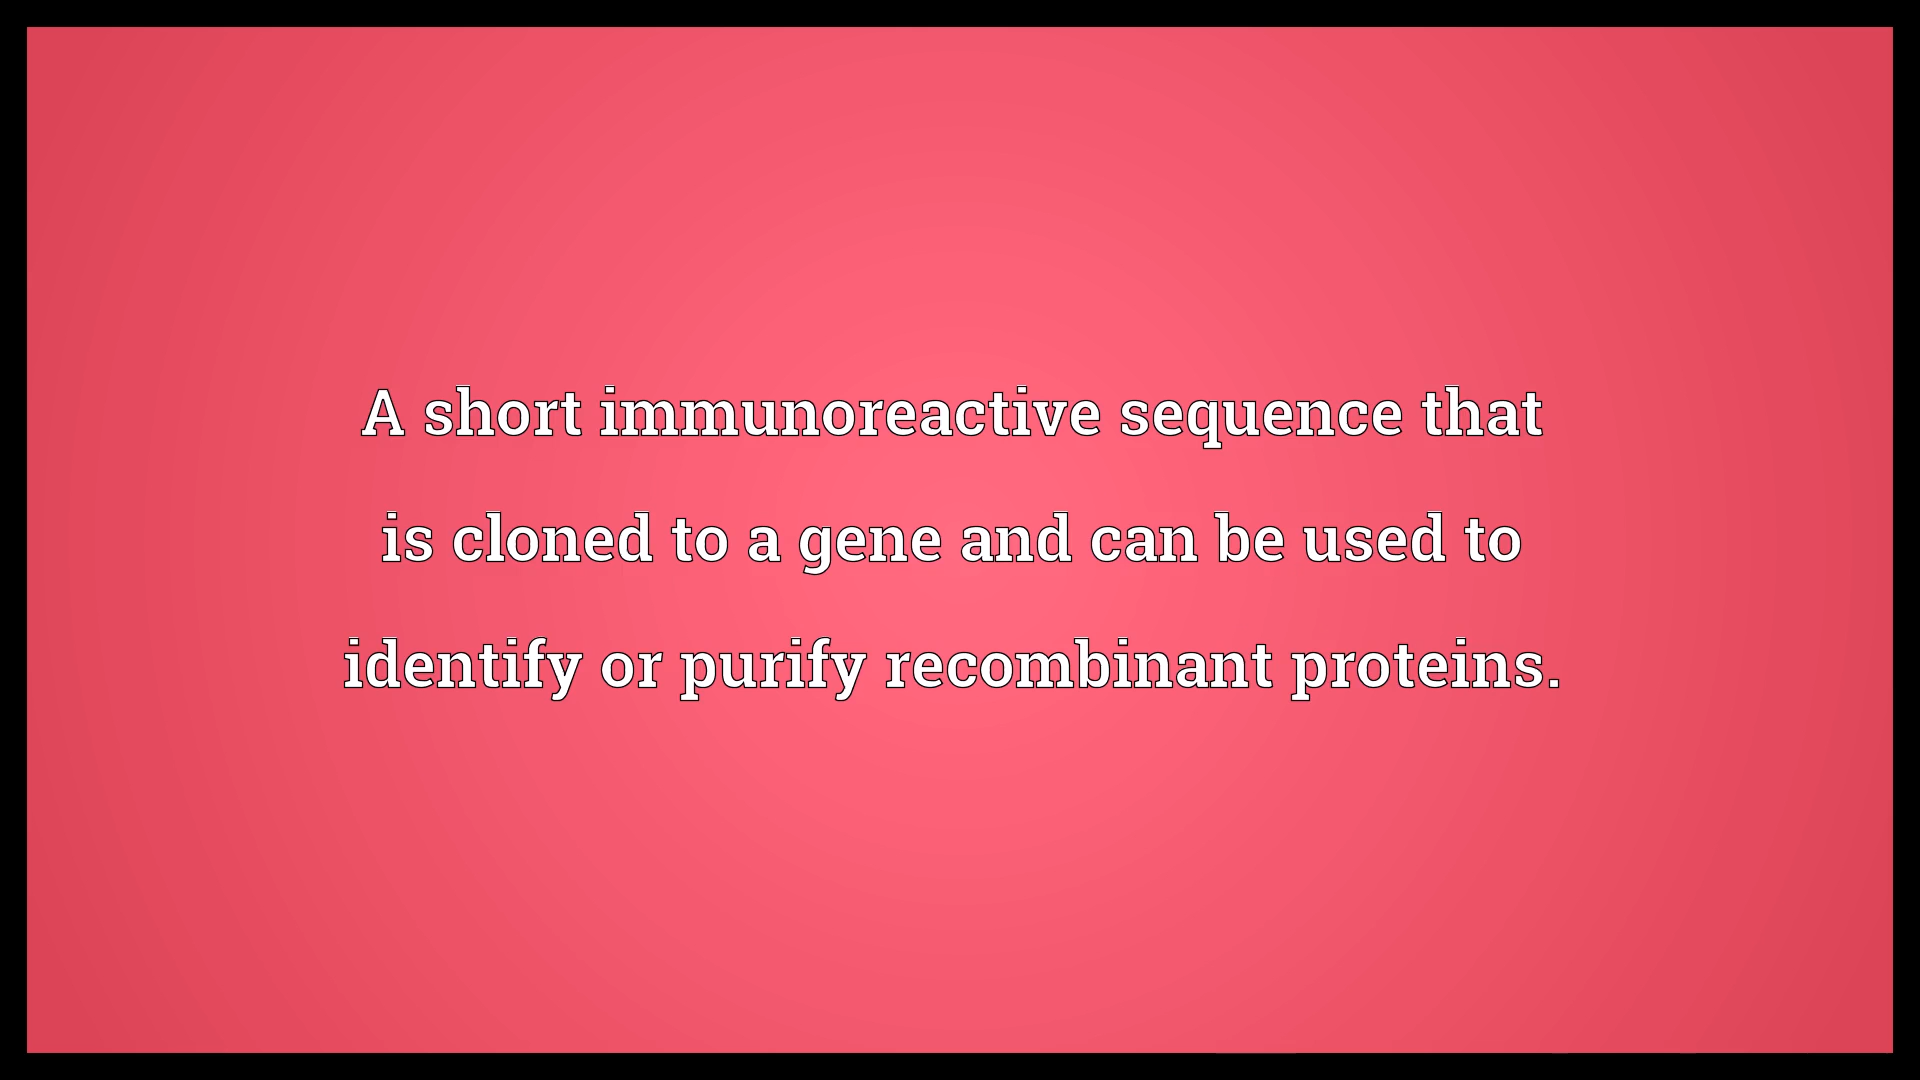 A short immunoreactive sequence that
is cloned to a gene and can be used to
identify or purify recombinant proteins.